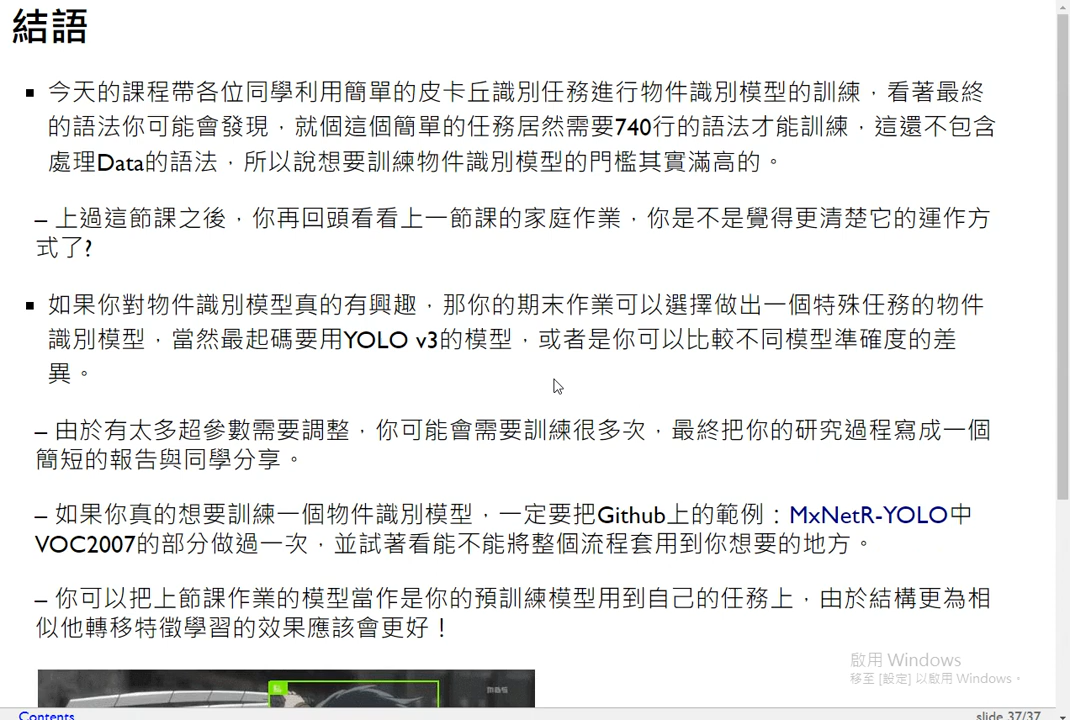 結語
▪ 今天的課程帶各位同學利用簡單的皮卡丘識別任務進行物件識別模型的訓練，看著最終
的語法你可能會發現，就個這個簡單的任務居然需要740行的語法才能訓練，這還不包含
處理Data的語法，所以說想要訓練物件識別模型的門檻其實滿高的。
– 上過這節課之後，你再回頭看看上一節課的家庭作業，你是不是覺得更清楚它的運作方
式了?
▪ 如果你對物件識別模型真的有興趣，那你的期末作業可以選擇做出一個特殊任務的物件
識別模型，當然最起碼要用YOLO v3的模型，或者是你可以比較不同模型準確度的差
異。
– 由於有太多超參數需要調整，你可能會需要訓練很多次，最終把你的研究過程寫成一個
簡短的報告與同學分享。
– 如果你真的想要訓練一個物件識別模型，一定要把Github上的範例：MxNetR-YOLO中
VOC2007的部分做過一次，並試著看能不能將整個流程套用到你想要的地方。
– 你可以把上節課作業的模型當作是你的預訓練模型用到自己的任務上，由於結構更為相
似他轉移特徵學習的效果應該會更好！
啟用 Windows
移至 [設定] 以啟用 Windows。
Contents
slide 37/37